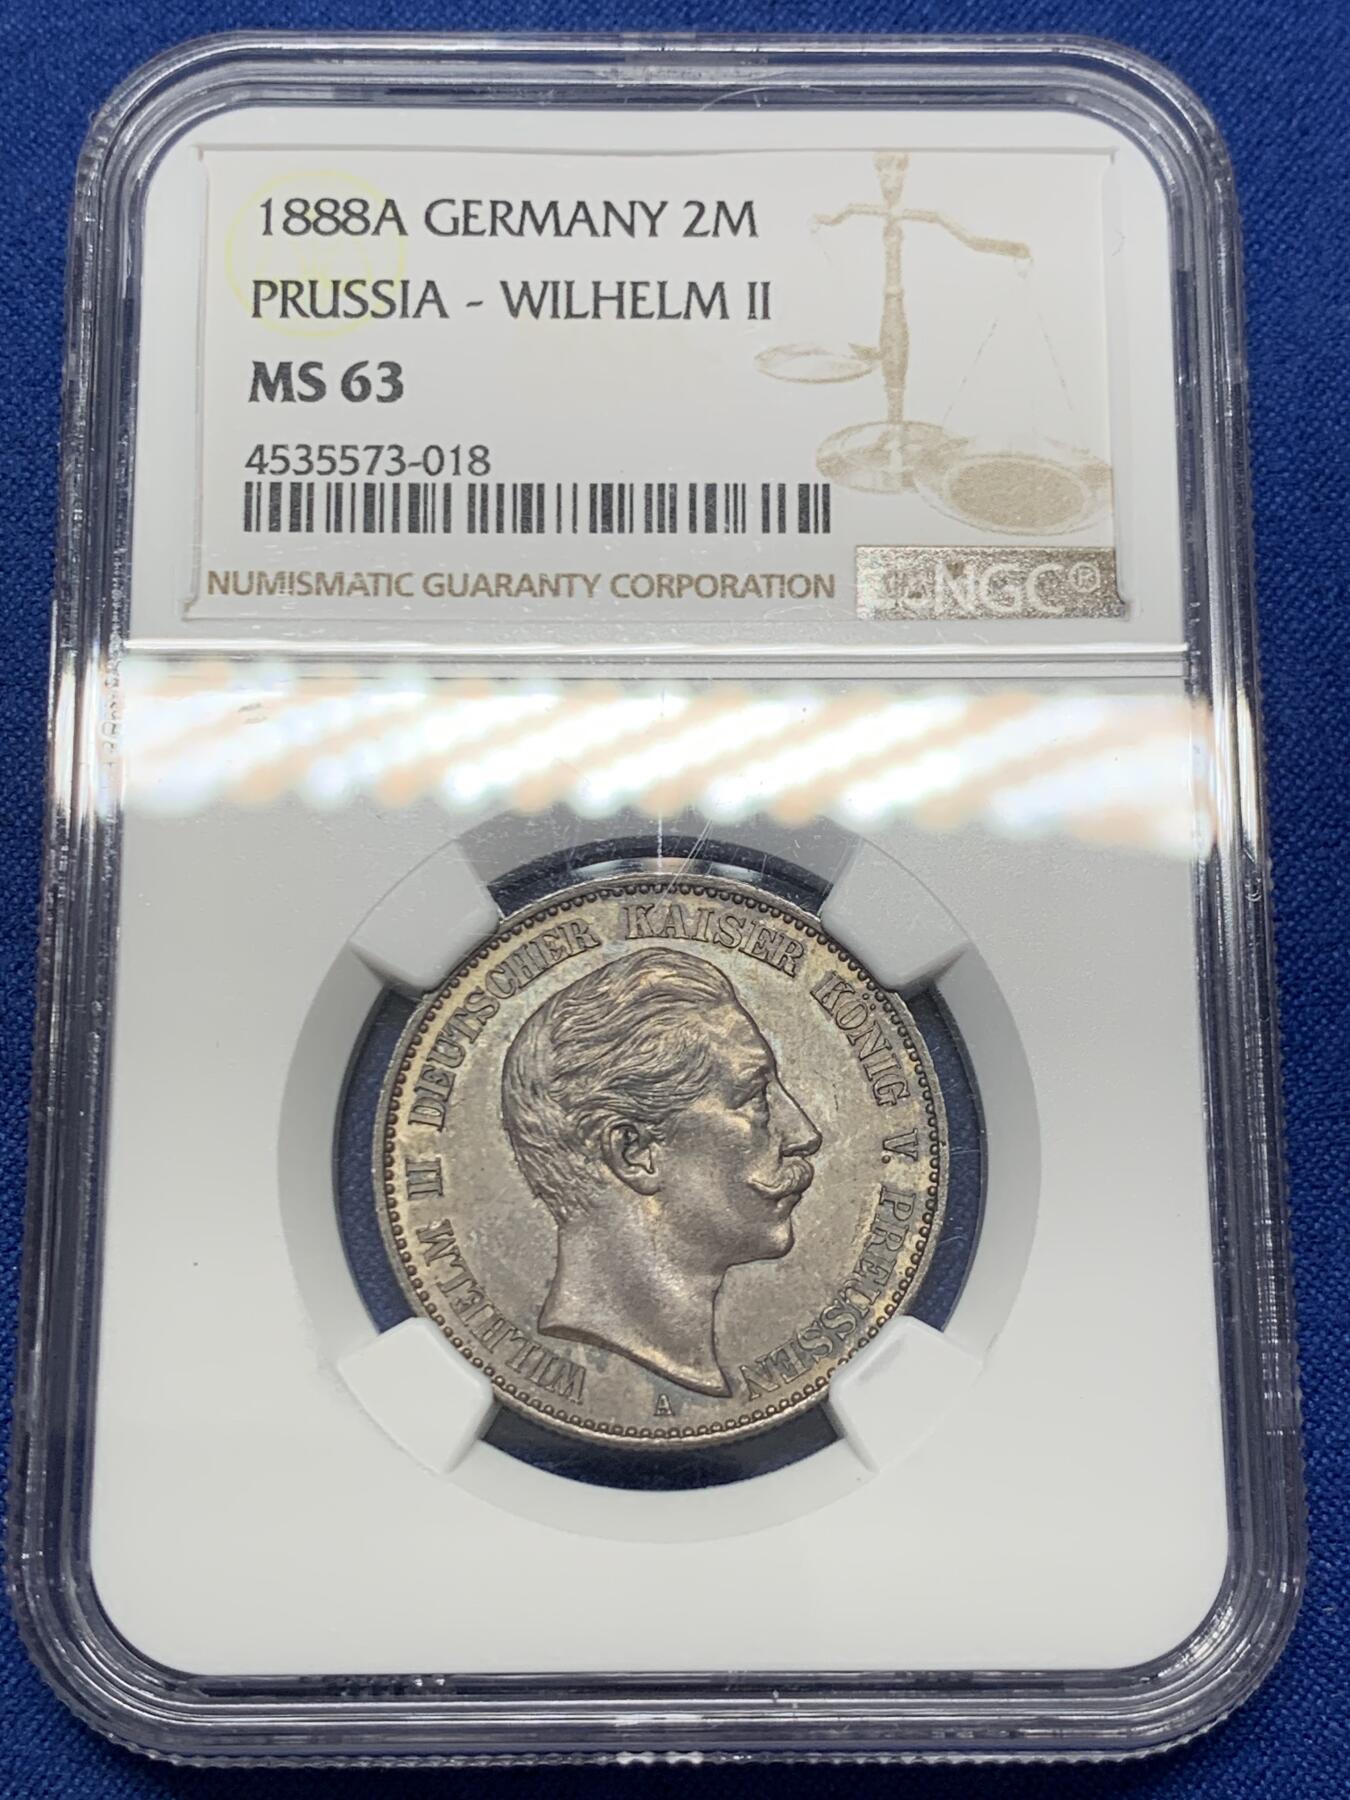 1888A GERMANY 2M
PRUSSIA - WILHELM II
MS 63
4535573-018
NUMISMATIC GUARANTY CORPORATION
NGC®
WILHELM II DEUTSCHER KAISER KÖNIG V. PREUSSEN
A